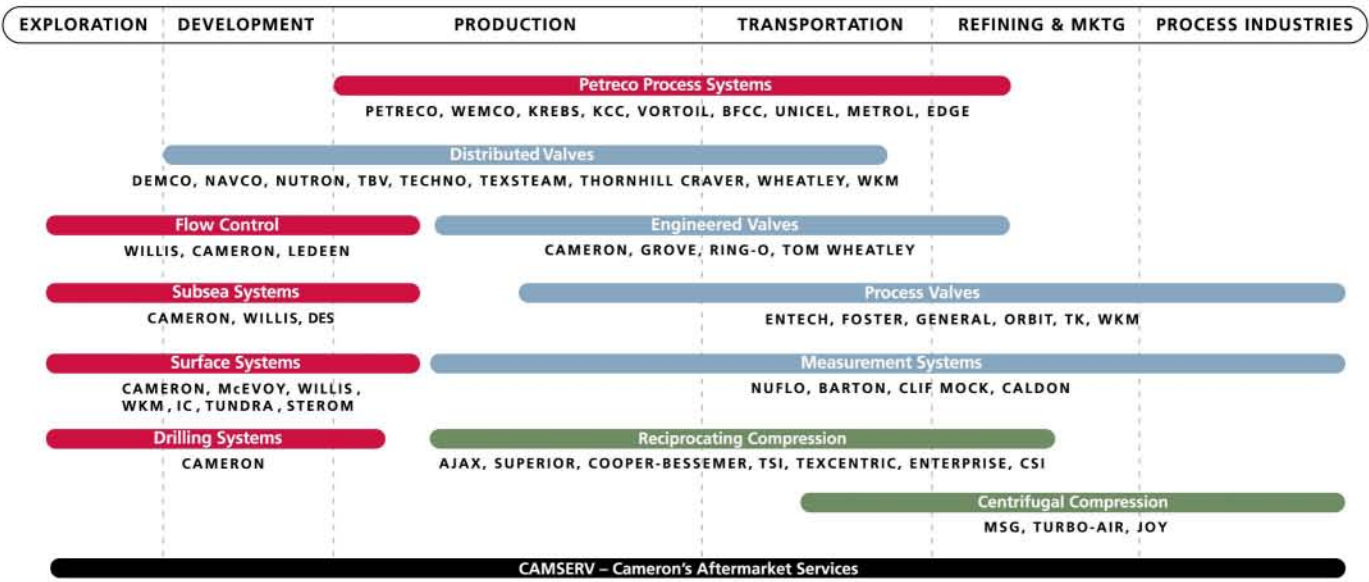 EXPLORATION DEVELOPMENT PRODUCTION TRANSPORTATION REFINING & MKTG PROCESS INDUSTRIES
Petreco Process Systems
PETRECO, WEMCO, KREBS, KCC, VORTOIL, BFCC, UNICEL, METROL, EDGE
Distributed Valves
DEMCO, NAVCO, NUTRON, TBV, TECHNO, TEXSTEAM, THORNHILL CRAVER, WHEATLEY, WKM
Flow Control
WILLIS, CAMERON, LEDEEN
Engineered Valves
CAMERON, GROVE, RING-O, TOM WHEATLEY
Subsea Systems
CAMERON, WILLIS, DES
Process Valves
ENTECH, FOSTER, GENERAL, ORBIT, TK, WKM
Surface Systems
CAMERON, McEVOY, WILLIS,
WKM, IC, TUNDRA, STEROM
Measurement Systems
NUFLO, BARTON, CLIF MOCK, CALDON
Drilling Systems
CAMERON
Reciprocating Compression
AJAX, SUPERIOR, COOPER-BESSEMER, TSI, TEXCENTRIC, ENTERPRISE, CSI
Centrifugal Compression
MSG, TURBO-AIR, JOY
CAMSERV – Cameron's Aftermarket Services